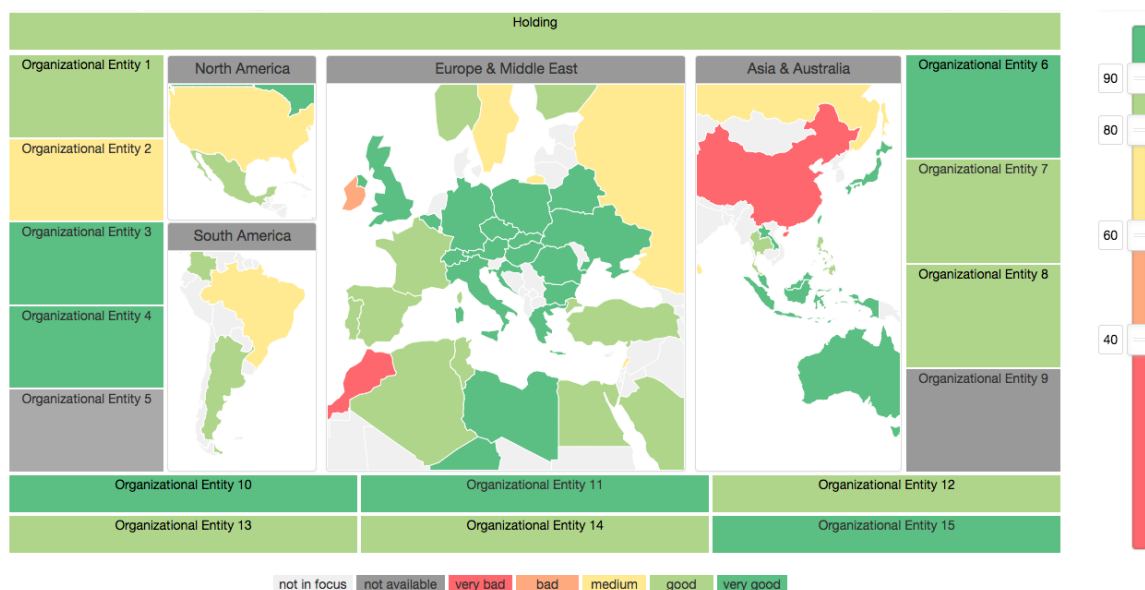 Holding
Organizational Entity 1
North America
Europe & Middle East
Asia & Australia
Organizational Entity 6
90
80
Organizational Entity 2
Organizational Entity 7
South America
Organizational Entity 3
60
Organizational Entity 8
Organizational Entity 4
40
Organizational Entity 9
Organizational Entity 5
Organizational Entity 10
Organizational Entity 11
Organizational Entity 12
Organizational Entity 13
Organizational Entity 14
Organizational Entity 15
not in focus
not available
very bad
bad
medium
good
very good